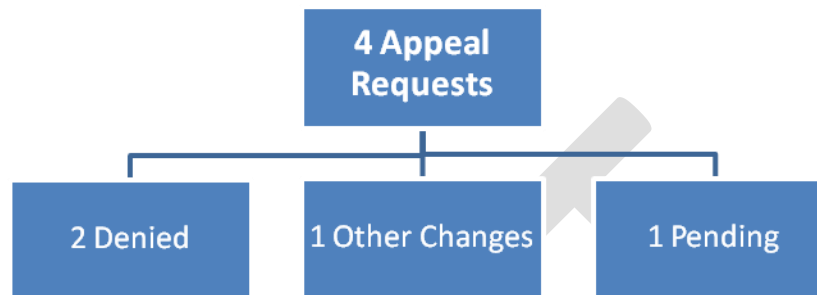 4 Appeal
Requests
2 Denied
1 Other Changes
1 Pending